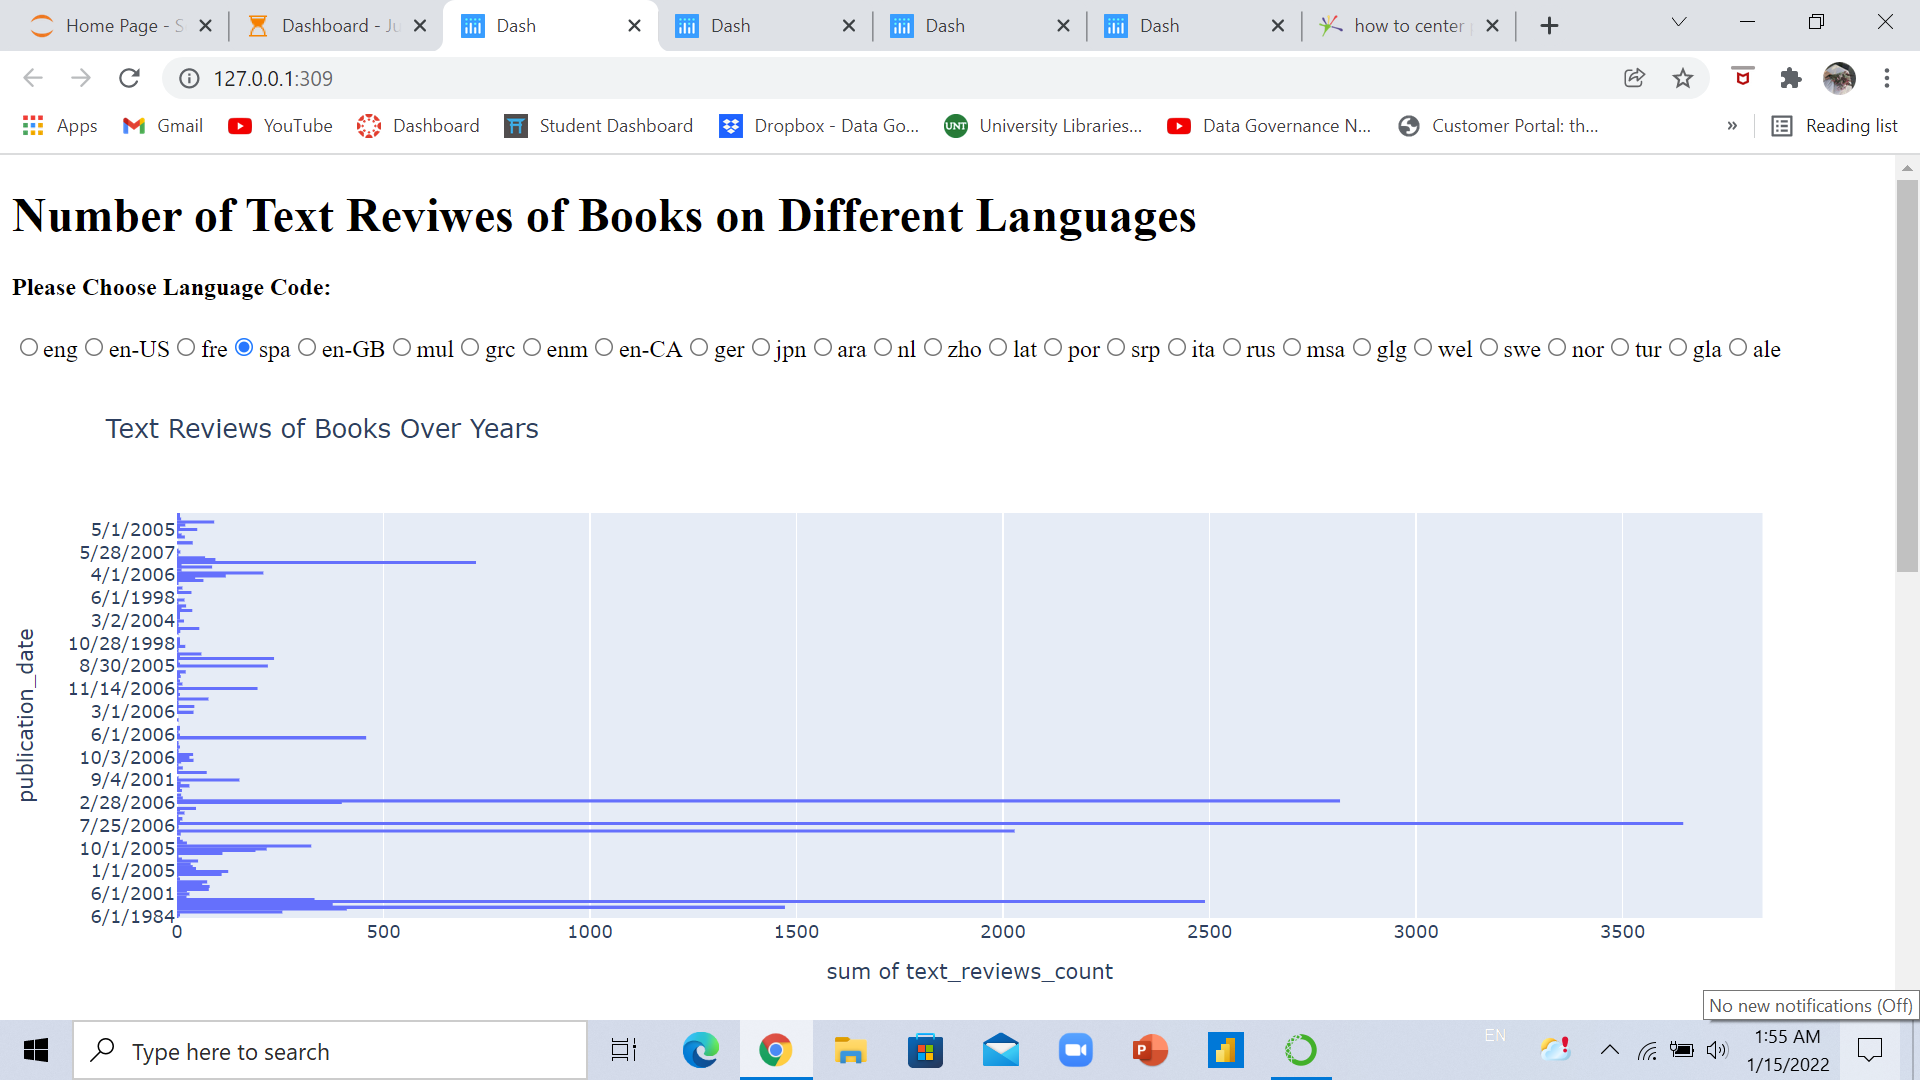 Home Page - S
Dashboard - Ju
Dash
Dash
Dash
Dash
how to center
127.0.0.1:309
Apps
Gmail
YouTube
Dashboard
Student Dashboard
Dropbox - Data Go...
UNT
University Libraries...
Data Governance N...
Customer Portal: th...
»
Reading list
Number of Text Reviwes of Books on Different Languages
Please Choose Language Code:
eng en-US fre spa en-GB mul grc enm en-CA ger jpn ara nl zho lat por srp ita rus msa glg wel swe nor tur gla ale
Text Reviews of Books Over Years
publication_date
5/1/2005
5/28/2007
4/1/2006
6/1/1998
3/2/2004
10/28/1998
8/30/2005
11/14/2006
3/1/2006
6/1/2006
10/3/2006
9/4/2001
2/28/2006
7/25/2006
10/1/2005
1/1/2005
6/1/2001
6/1/1984
0 500 1000 1500 2000 2500 3000 3500
sum of text_reviews_count
No new notifications (Off)
Type here to search
P
EN
1:55 AM
1/15/2022